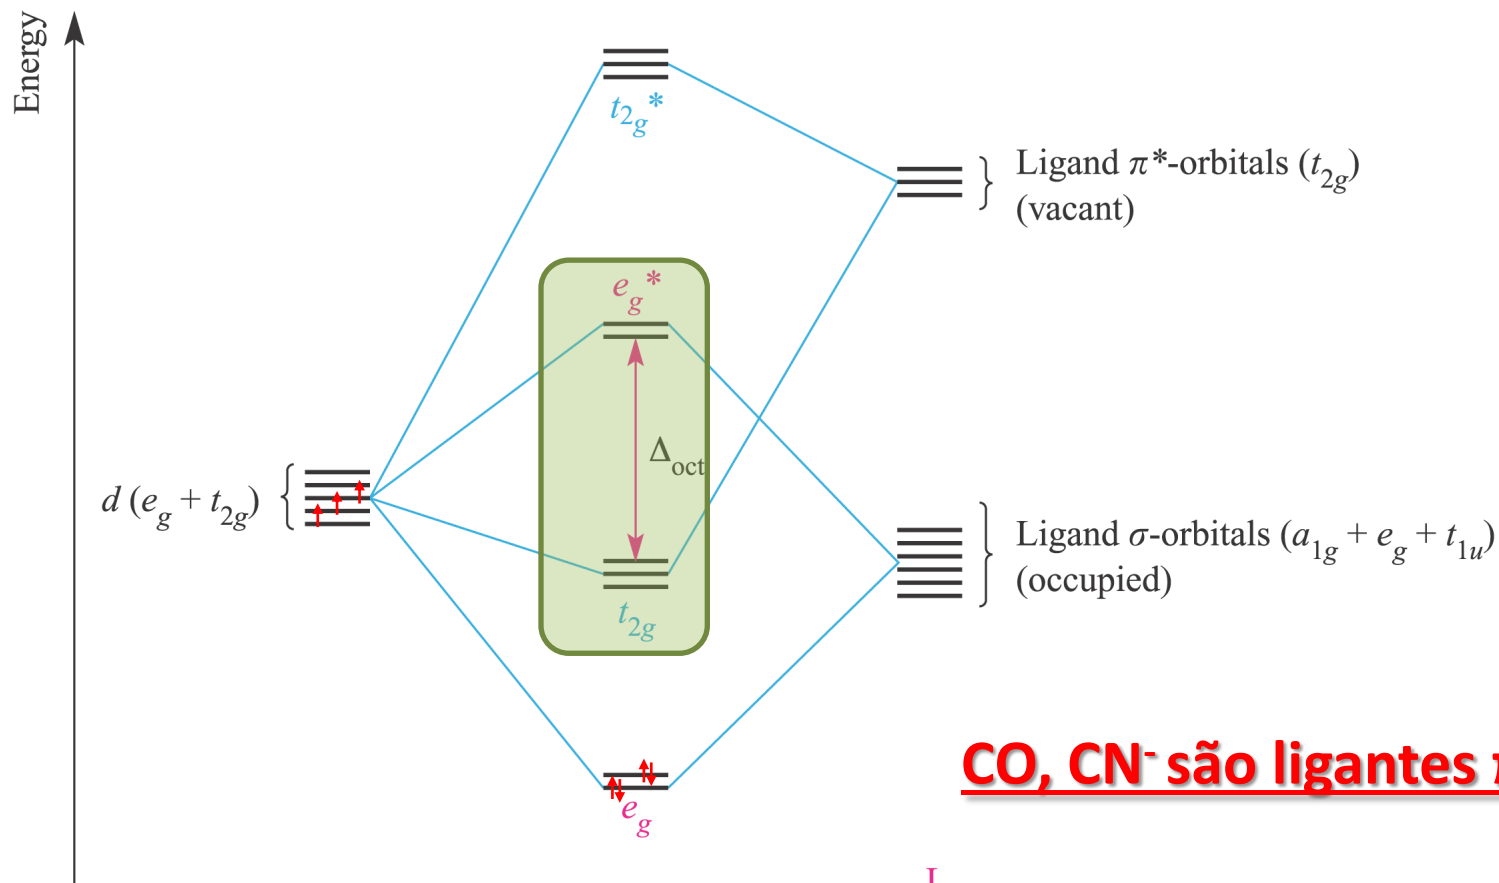 Energy
t2g*
Ligand π*-orbitals (t2g)
(vacant)
eg*
Δoct
d (eg + t2g)
Ligand σ-orbitals (a1g + eg + t1u)
(occupied)
t2g
CO, CN- são ligantes
eg